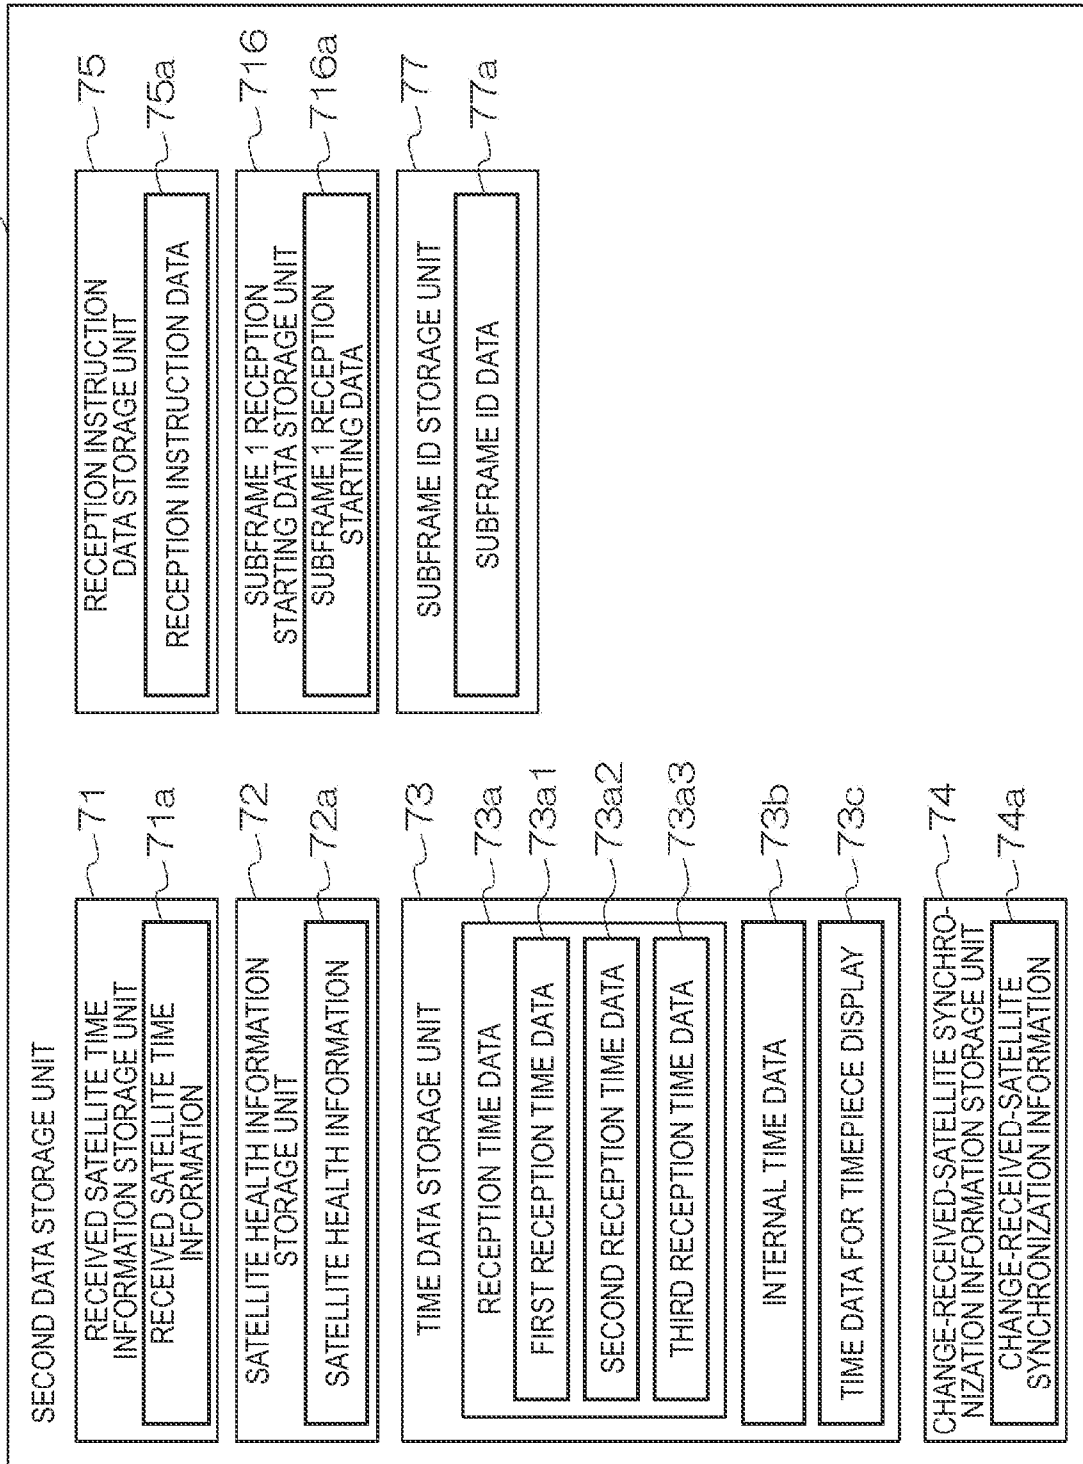 SECOND DATA STORAGE UNIT
RECEIVED SATELLITE TIME
INFORMATION STORAGE UNIT
71
RECEIVED SATELLITE TIME
INFORMATION
71a
SATELLITE HEALTH INFORMATION
STORAGE UNIT
72
SATELLITE HEALTH INFORMATION
72a
TIME DATA STORAGE UNIT
73
RECEPTION TIME DATA
73a
FIRST RECEPTION TIME DATA
73a1
SECOND RECEPTION TIME DATA
73a2
THIRD RECEPTION TIME DATA
73a3
INTERNAL TIME DATA
73b
TIME DATA FOR TIMEPIECE DISPLAY
73c
CHANGE-RECEIVED-SATELLITE SYNCHRO-
NIZATION INFORMATION STORAGE UNIT
74
CHANGE-RECEIVED-SATELLITE
SYNCHRONIZATION INFORMATION
74a
RECEPTION INSTRUCTION
DATA STORAGE UNIT
75
RECEPTION INSTRUCTION DATA
75a
SUBFRAME 1 RECEPTION
STARTING DATA STORAGE UNIT
716
SUBFRAME 1 RECEPTION
STARTING DATA
716a
SUBFRAME ID STORAGE UNIT
77
SUBFRAME ID DATA
77a